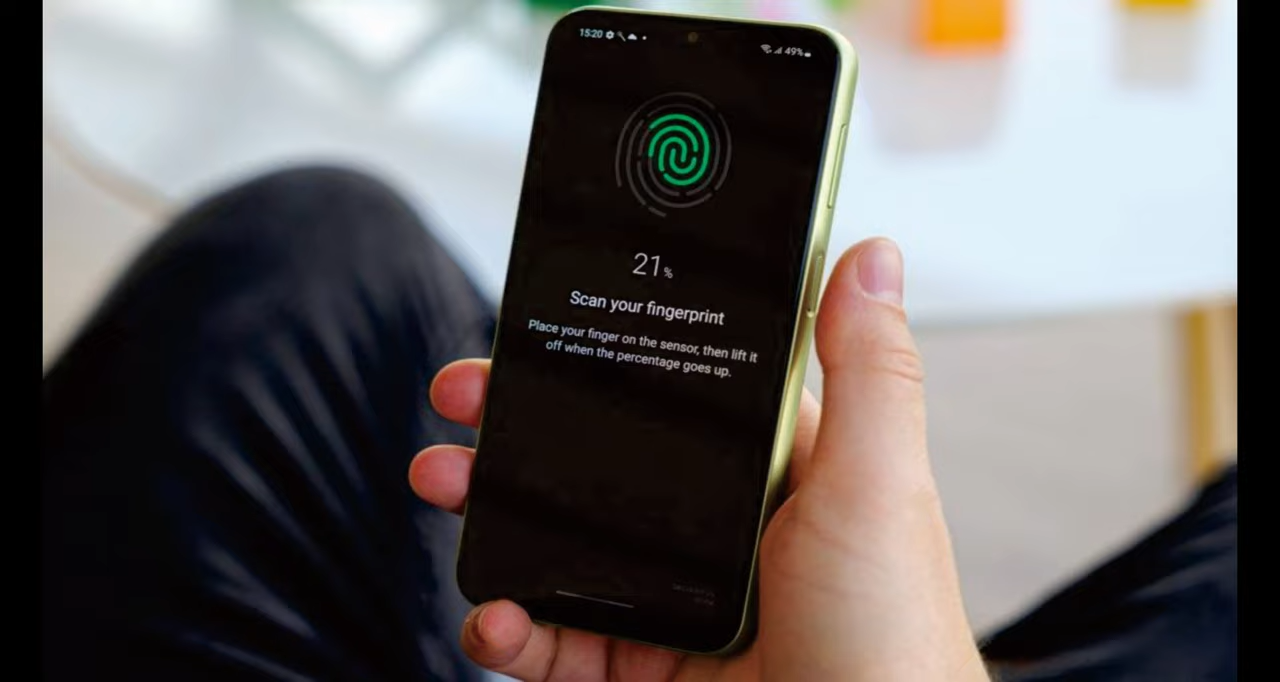 15:20
49%
21%
Scan your fingerprint
Place your finger on the sensor, then lift it
off when the percentage goes up.